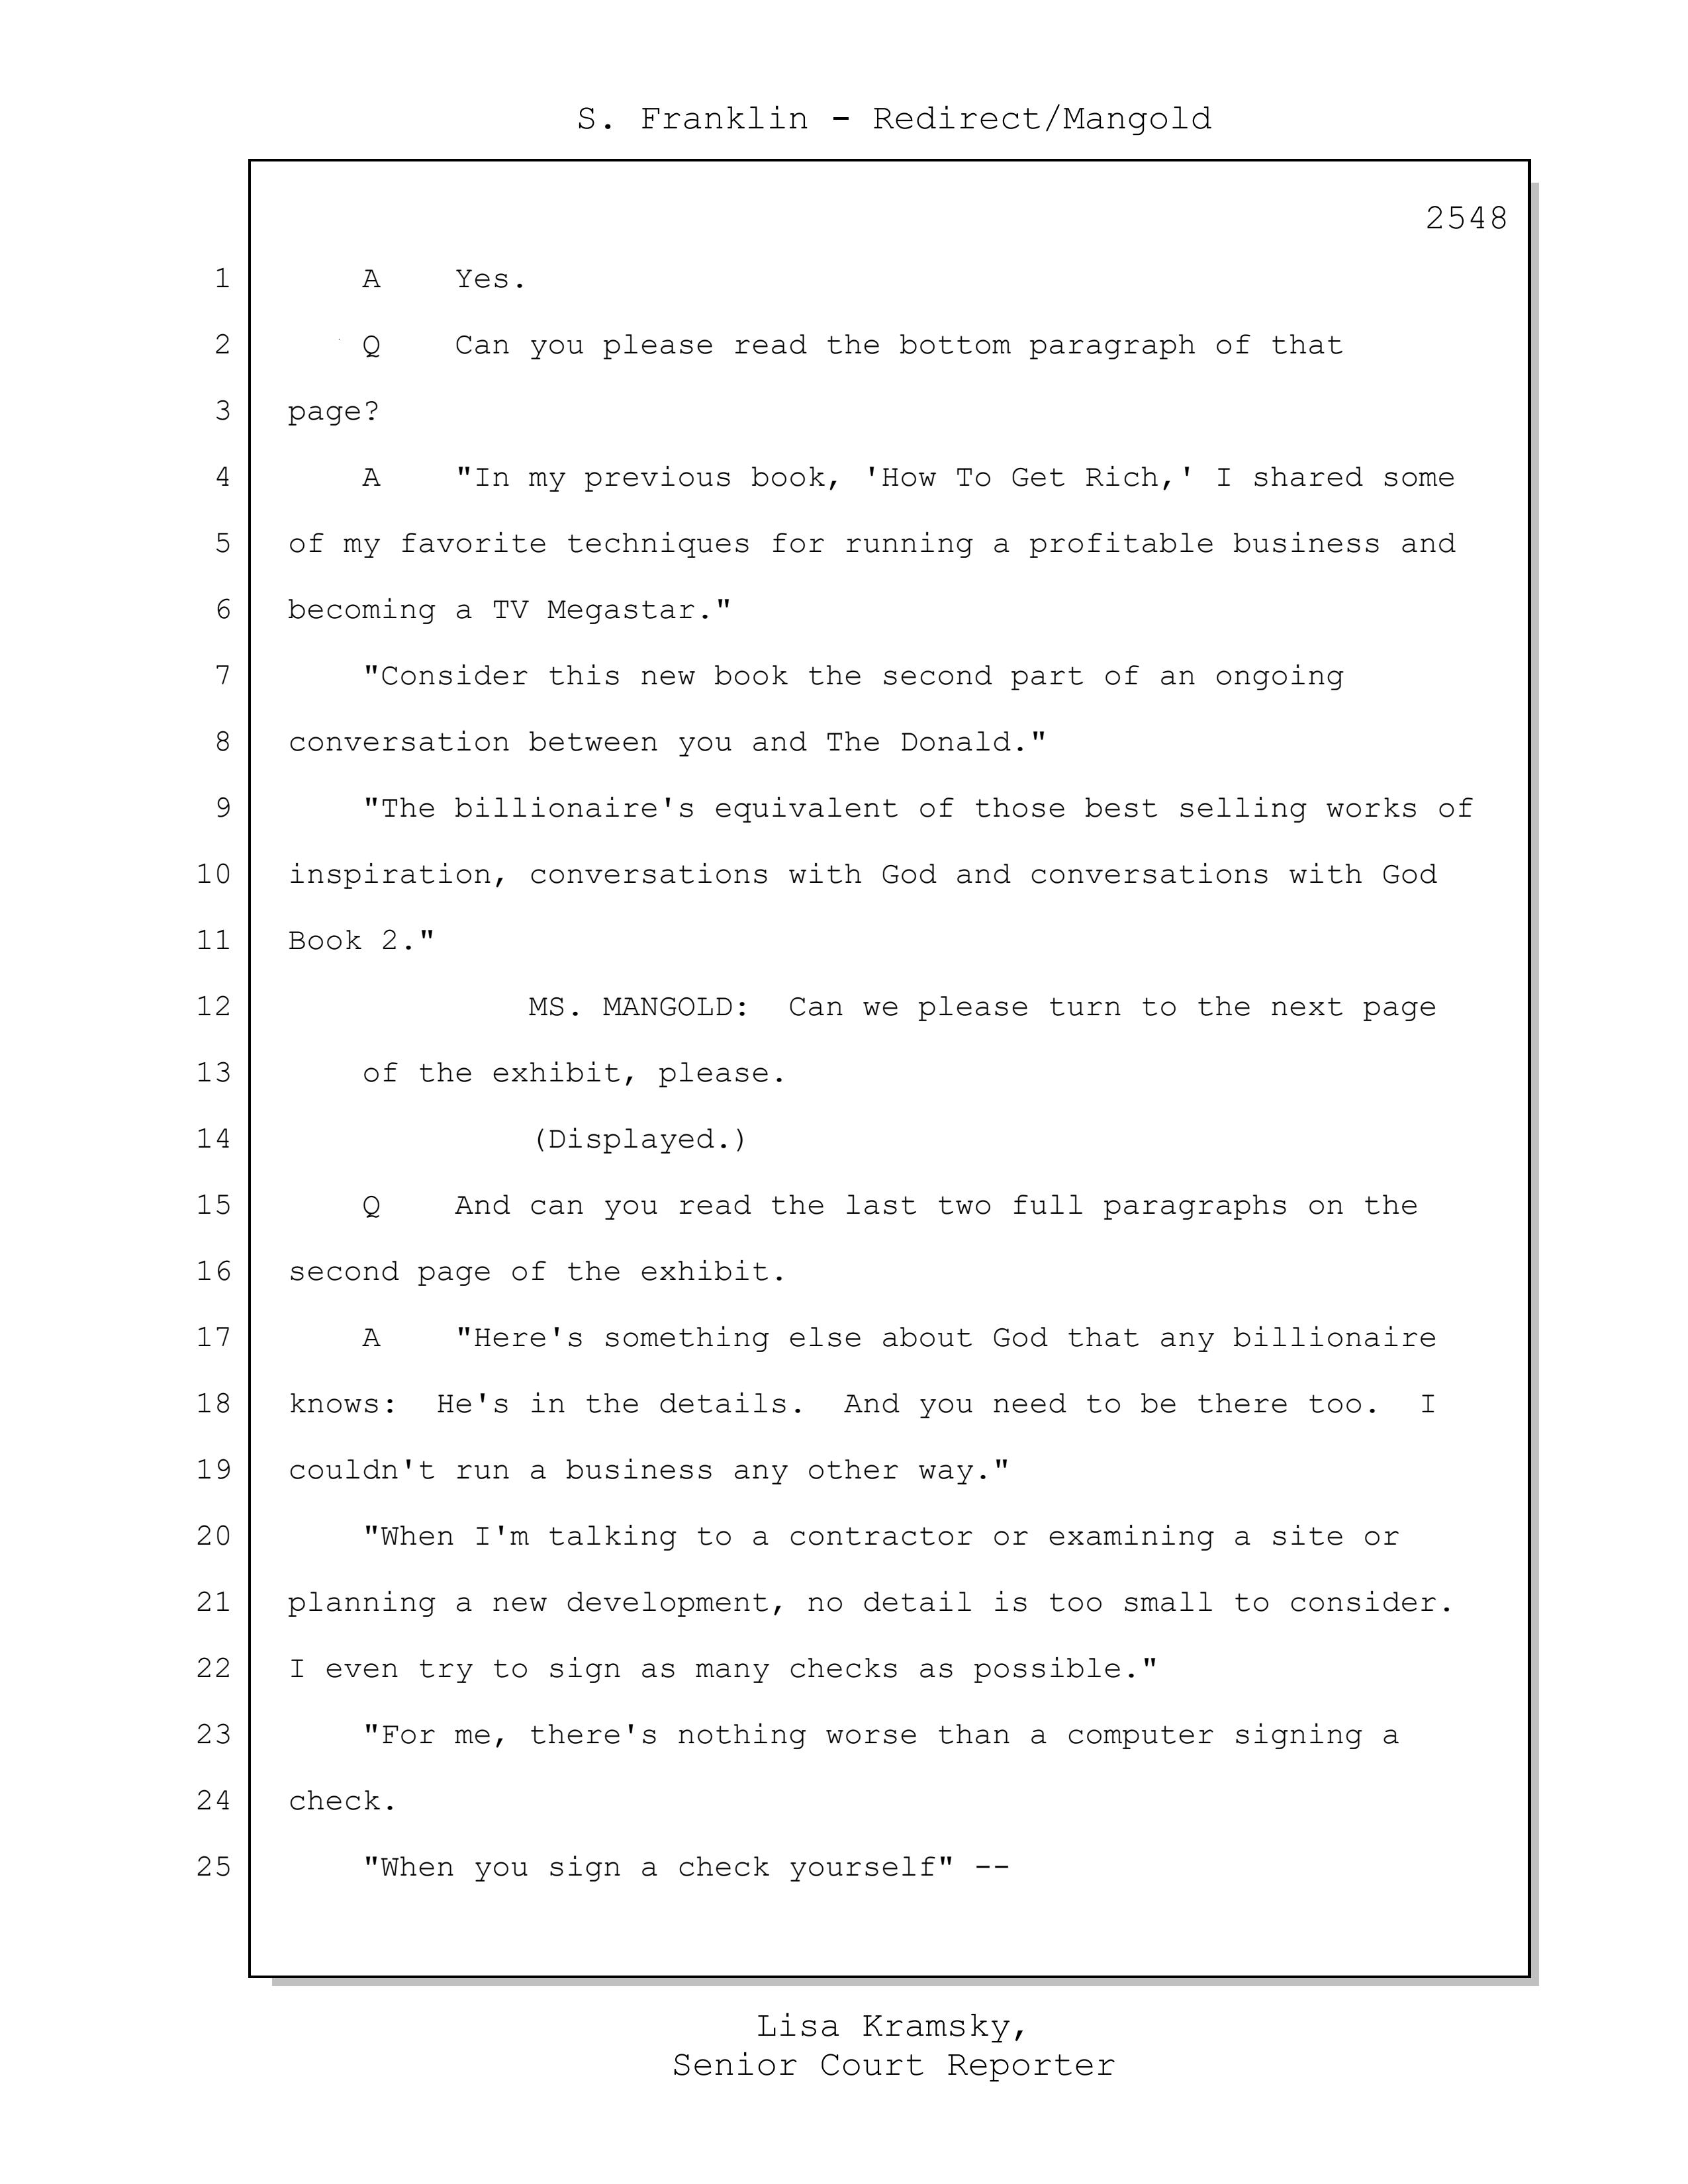 S. Franklin - Redirect/Mangold
2548
1 A Yes.
2 Q Can you please read the bottom paragraph of that
3 page?
4 A "In my previous book, 'How To Get Rich,' I shared some
5 of my favorite techniques for running a profitable business and
6 becoming a TV Megastar."
7 "Consider this new book the second part of an ongoing
8 conversation between you and The Donald."
9 "The billionaire's equivalent of those best selling works of
10 inspiration, conversations with God and conversations with God
11 Book 2."
12 MS. MANGOLD: Can we please turn to the next page
13 of the exhibit, please.
14 (Displayed.)
15 Q And can you read the last two full paragraphs on the
16 second page of the exhibit.
17 A "Here's something else about God that any billionaire
18 knows: He's in the details. And you need to be there too. I
19 couldn't run a business any other way."
20 "When I'm talking to a contractor or examining a site or
21 planning a new development, no detail is too small to consider.
22 I even try to sign as many checks as possible."
23 "For me, there's nothing worse than a computer signing a
24 check.
25 "When you sign a check yourself" --
Lisa Kramsky,
Senior Court Reporter